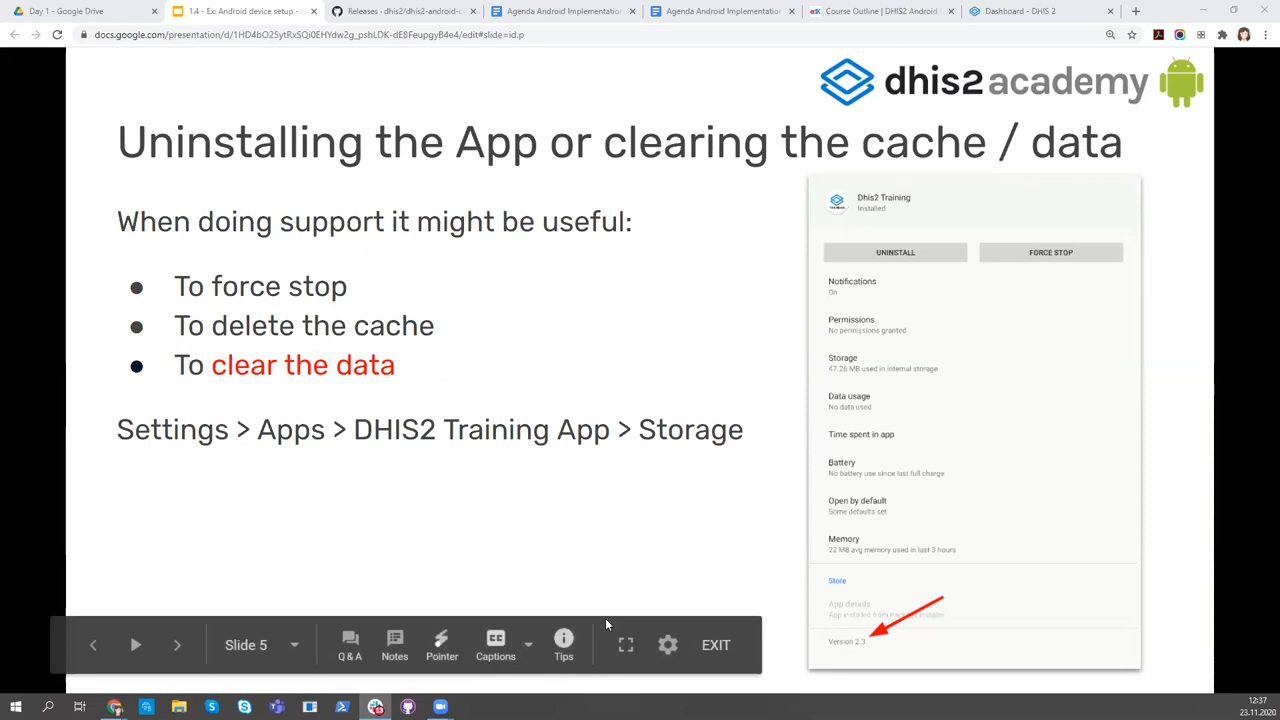 Day 1 - Google Drive
1.4 - Ex: Android device setup -
Releases · dhis2/dhis2-android-c
Agenda Android Implementation
Agenda Android Implementation
Course Outline | DHIS2 Android
Dashboard - DHIS 2
docs.google.com/presentation/d/1HD4bO25ytRxSQi0EHYdw2g_pshLDK-dE8FeupgyB4e4/edit#slide=id.p
dhis2 academy
Uninstalling the App or clearing the cache / data
When doing support it might be useful:
● To force stop
● To delete the cache
● To clear the data
Settings > Apps > DHIS2 Training App > Storage
Dhis2 Training
Installed
UNINSTALL
FORCE STOP
Notifications
On
Permissions
No permissions granted
Storage
47.26 MB used in internal storage
Data usage
No data used
Time spent in app
Battery
No battery use since last full charge
Open by default
Some defaults set
Memory
22 MB avg memory used in last 3 hours
Store
App details
App installed from Package Installer
Version 2.3
Slide 5
Q & A
Notes
Pointer
Captions
Tips
EXIT
12:37
23.11.2020